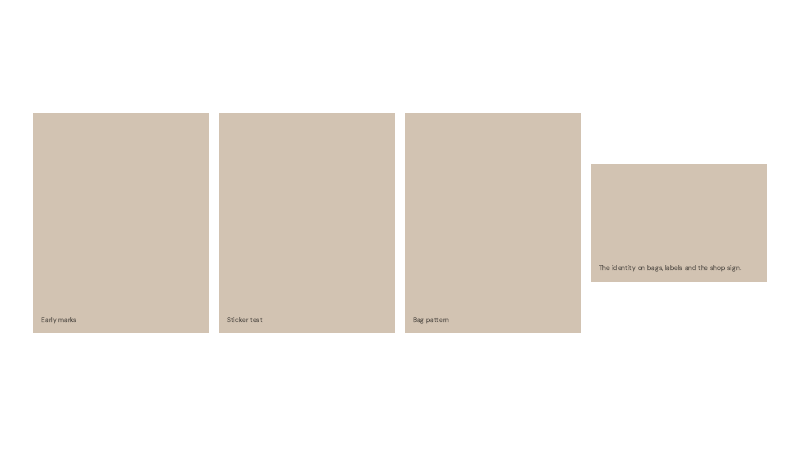 Early marks
Sticker test
Bag pattern
The identity on bags, labels and the shop sign.